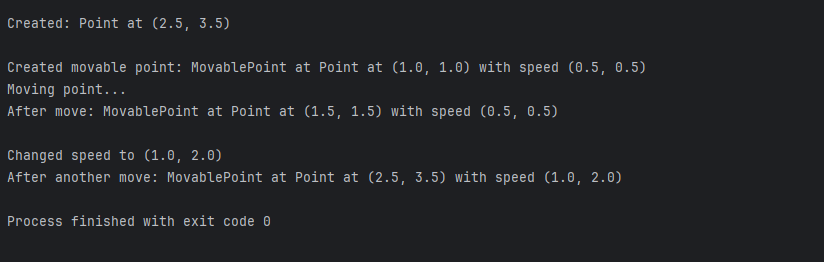 Created: Point at (2.5, 3.5)
Created movable point: MovablePoint at Point at (1.0, 1.0) with speed (0.5, 0.5)
Moving point...
After move: MovablePoint at Point at (1.5, 1.5) with speed (0.5, 0.5)
Changed speed to (1.0, 2.0)
After another move: MovablePoint at Point at (2.5, 3.5) with speed (1.0, 2.0)
Process finished with exit code 0